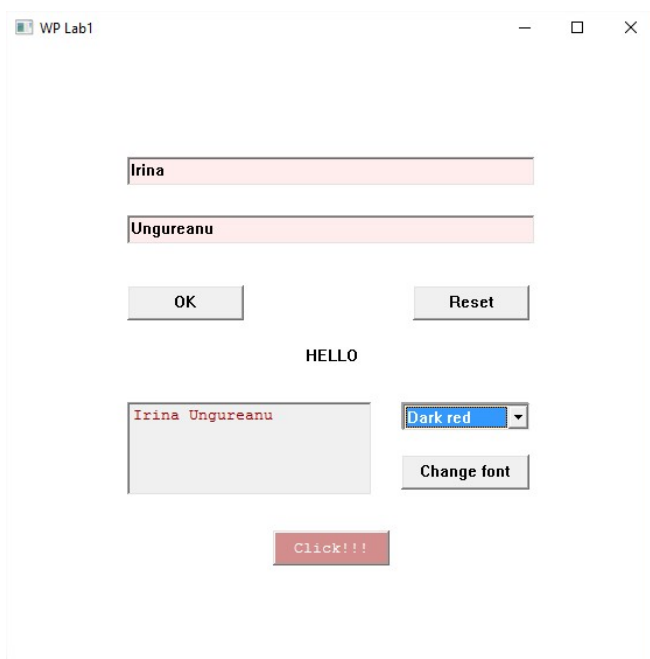 WP Lab1
Irina
Ungureanu
OK Reset
HELLO
Irina Ungureanu Dark red
Change font
Click!!!